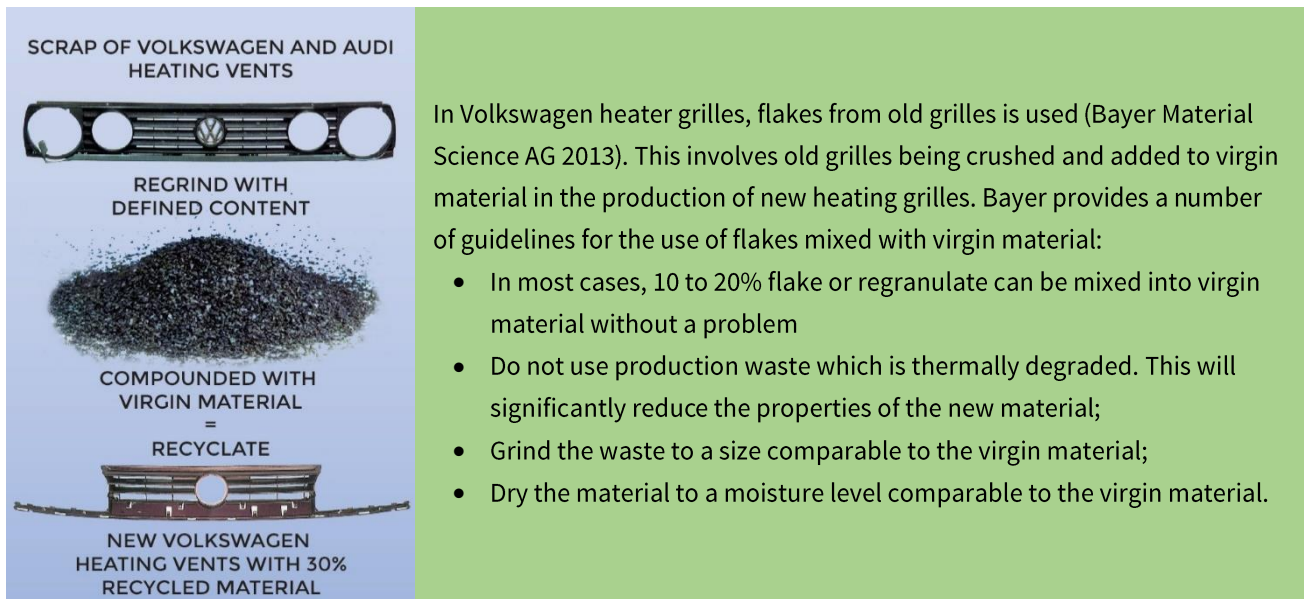 SCRAP OF VOLKSWAGEN AND AUDI
HEATING VENTS
REGRIND WITH
DEFINED CONTENT
COMPOUNDED WITH
VIRGIN MATERIAL
=
RECYCLATE
NEW VOLKSWAGEN
HEATING VENTS WITH 30%
RECYCLED MATERIAL
In Volkswagen heater grilles, flakes from old grilles is used (Bayer Material
Science AG 2013). This involves old grilles being crushed and added to virgin
material in the production of new heating grilles. Bayer provides a number
of guidelines for the use of flakes mixed with virgin material:
• In most cases, 10 to 20% flake or regranulate can be mixed into virgin
material without a problem
• Do not use production waste which is thermally degraded. This will
significantly reduce the properties of the new material;
• Grind the waste to a size comparable to the virgin material;
• Dry the material to a moisture level comparable to the virgin material.